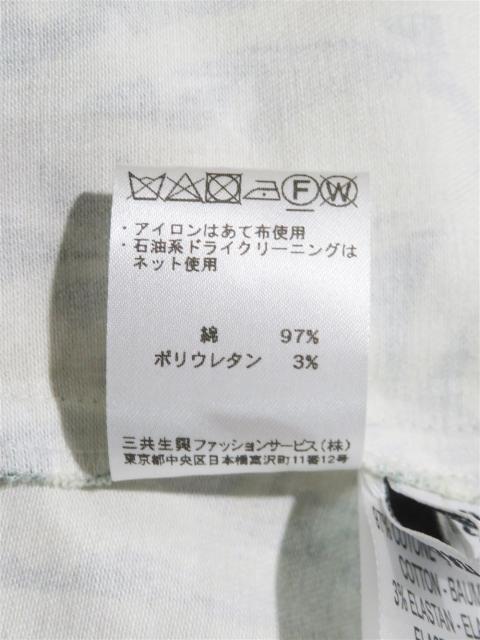 F W
・アイロンはあて布使用
・石油系ドライクリーニングは
ネット使用
綿 97%
ポリウレタン 3%
三共生興ファッションサービス(株)
東京都中央区日本橋富沢町11番12号
COTTON - BAUM
3% ELASTAN - ELA